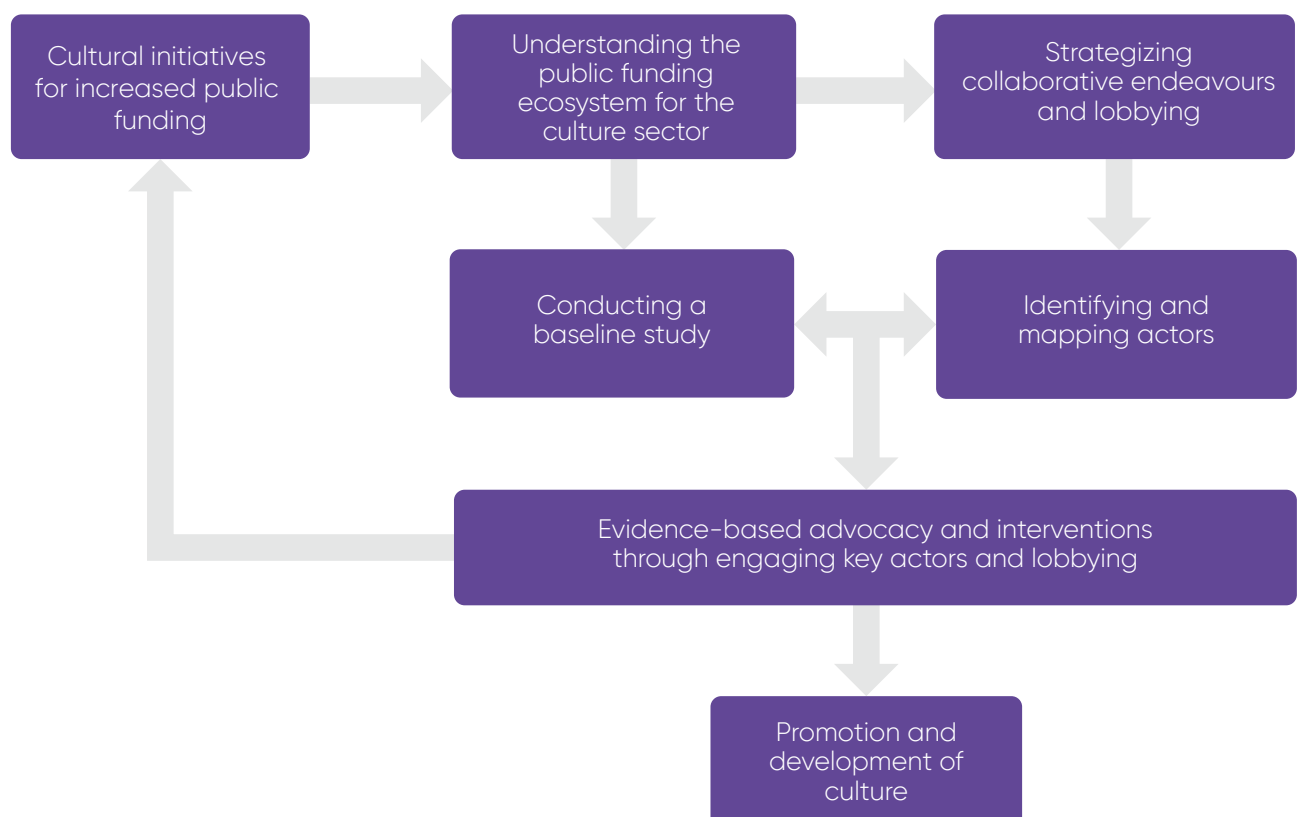 Cultural initiatives
for increased public
funding
Understanding the
public funding
ecosystem for the
culture sector
Strategizing
collaborative endeavours
and lobbying
Conducting a
baseline study
Identifying and
mapping actors
Evidence-based advocacy and interventions
through engaging key actors and lobbying
Promotion and
development of
culture